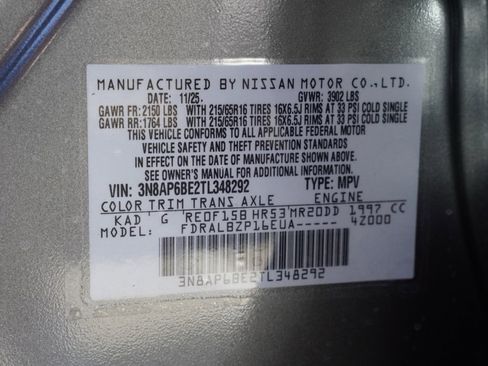 MANUFACTURED BY NISSAN MOTOR CO., LTD.
DATE: 11/25 GVWR: 3902 LBS
GAWR FR: 2150 LBS WITH 215/65R16 TIRES 16X6.5J RIMS AT 33 PSI COLD SINGLE
GAWR RR: 1764 LBS WITH 215/65R16 TIRES 16X6.5J RIMS AT 33 PSI COLD SINGLE
THIS VEHICLE CONFORMS TO ALL APPLICABLE FEDERAL MOTOR
VEHICLE SAFETY AND THEFT PREVENTION STANDARDS
IN EFFECT ON THE DATE OF MANUFACTURE SHOWN ABOVE.
SEE OWNER'S MANUAL FOR ADDITIONAL INFORMATION.
VIN: 3N8AP6BE2TL348292 TYPE: MPV
COLOR TRIM TRANS AXLE ENGINE
KAD G RE0F15B HR53 MR20DD 1997 CC
MODEL: FDRALBZP16EUA----- 4Z000
3N8AP6BE2TL348292